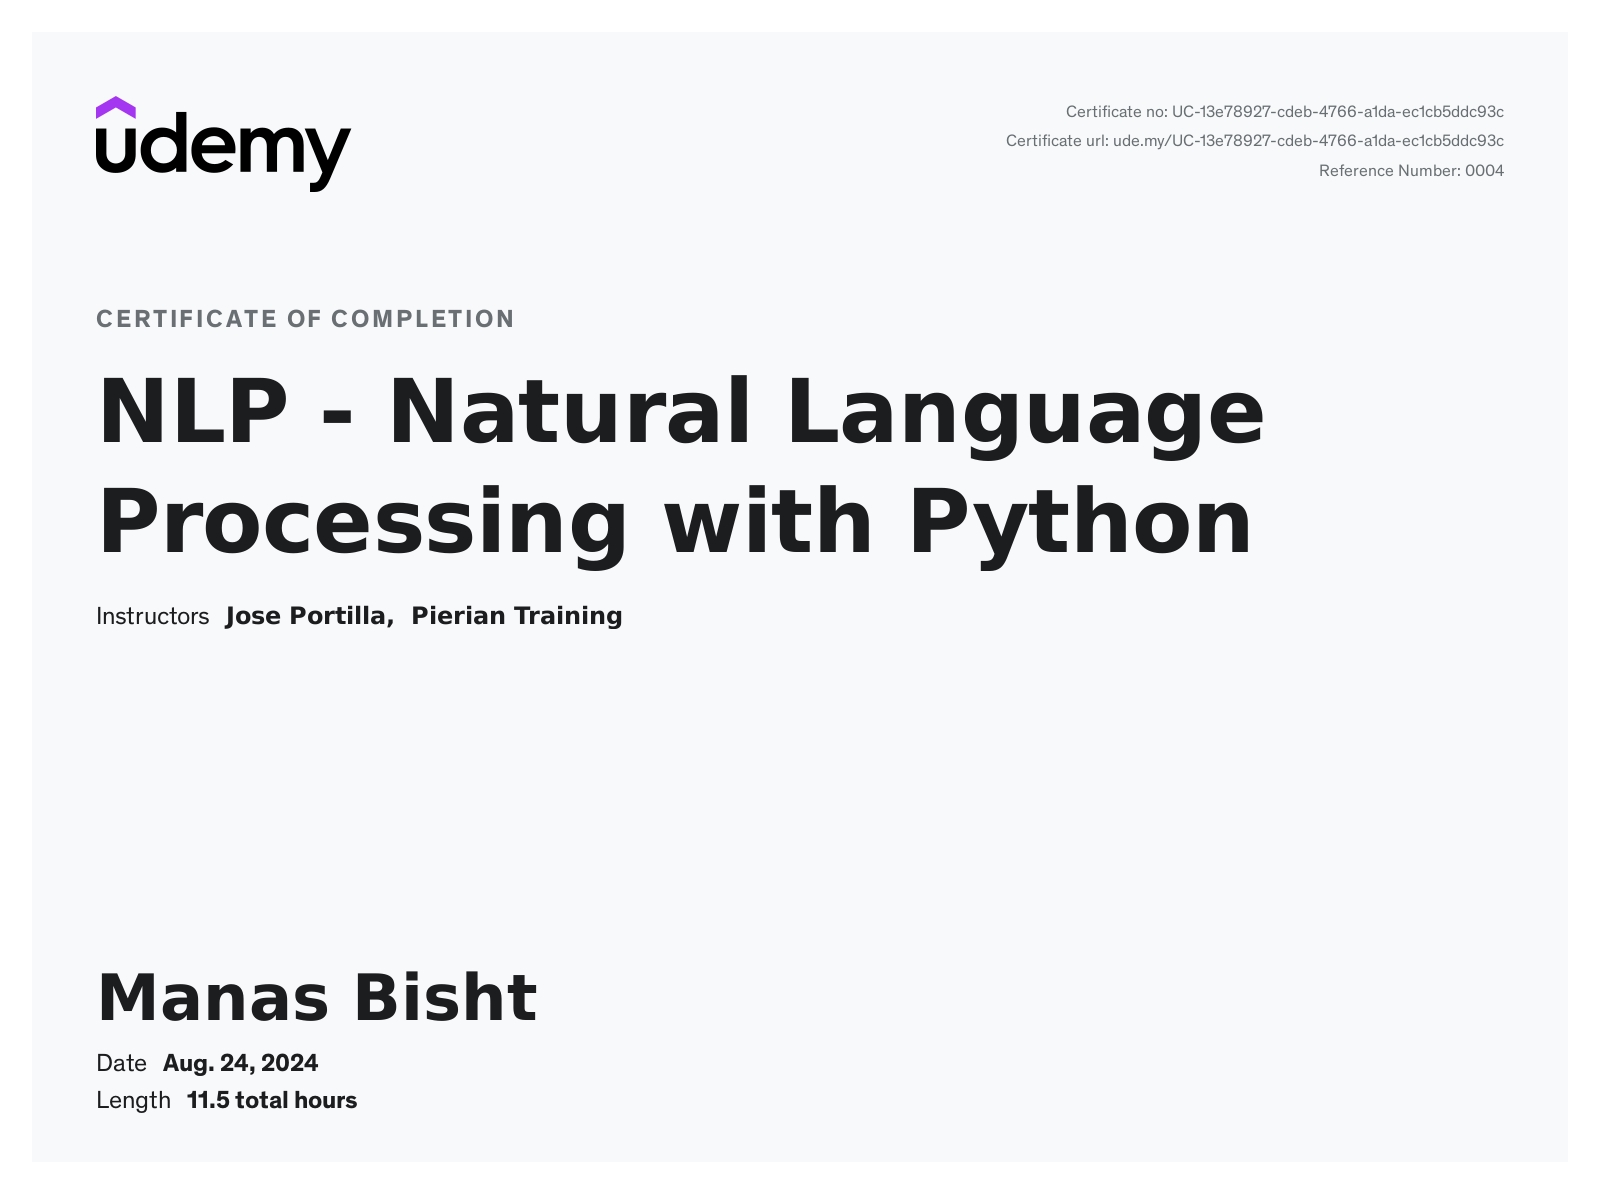 udemy
Certificate no: UC-13e78927-cdeb-4766-a1da-ec1cb5ddc93c
Certificate url: ude.my/UC-13e78927-cdeb-4766-a1da-ec1cb5ddc93c
Reference Number: 0004
CERTIFICATE OF COMPLETION
NLP - Natural Language
Processing with Python
Instructors Jose Portilla, Pierian Training
Manas Bisht
Date Aug. 24, 2024
Length 11.5 total hours